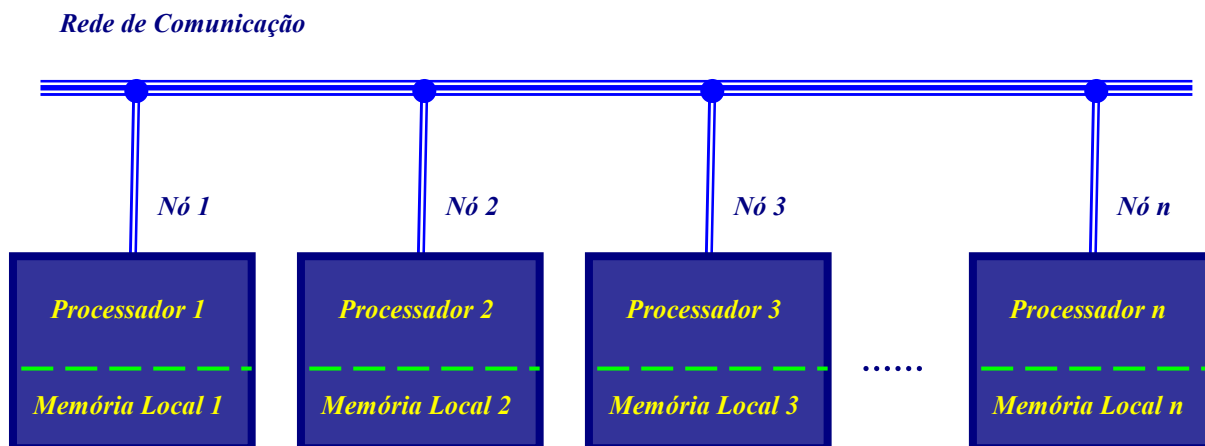 Rede de Comunicação
Nó 1
Nó 2
Nó 3
Nó n
Processador 1
Processador 2
Processador 3
Processador n
......
Memória Local 1
Memória Local 2
Memória Local 3
Memória Local n